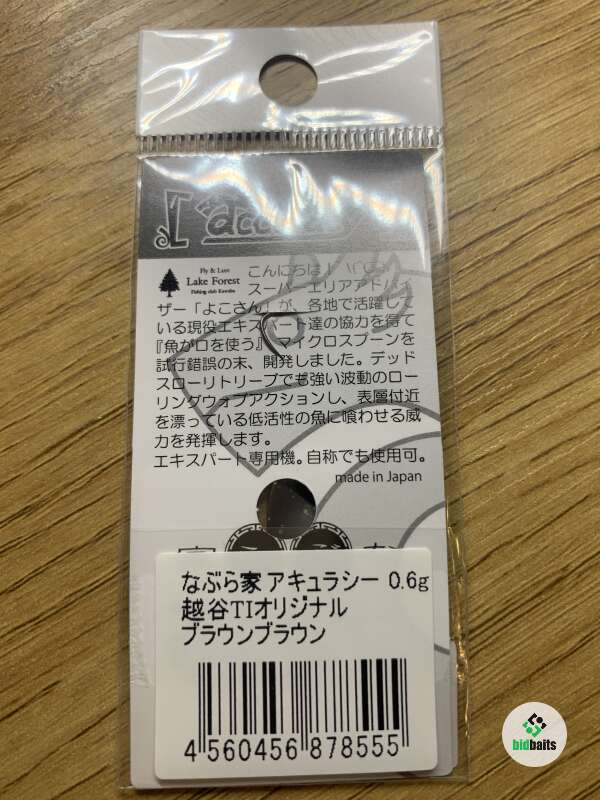 Fly & Lure
Lake Forest
Fishing club Kawaba
こんにちは!
スーパーエリアアドバイ
ザー「よこさん」が、各地で活躍して
いる現役エキスパート達の協力を得て
『魚が口を使う』マイクロスプーンを
試行錯誤の末、開発しました。デッド
スローリトリーブでも強い波動のロー
リングウォブアクションし、表層付近
を漂っている低活性の魚に喰わせる威
力を発揮します。
エキスパート専用機。自称でも使用可。
made in Japan
なぶら家 アキュラシー 0.6g
越谷TIオリジナル
ブラウンブラウン
4 560456 878555
bidbaits